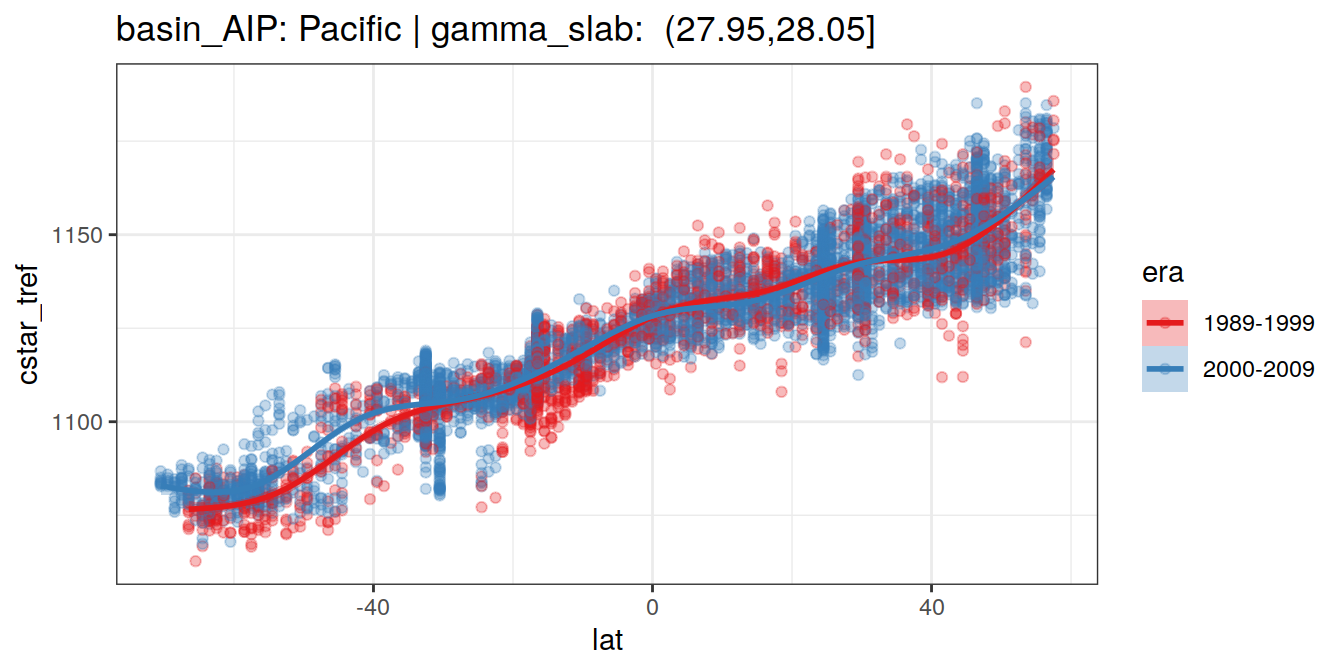 basin_AIP: Pacific | gamma_slab:  (27.95,28.05]
cstar_tref
1150
1100
-40
0
40
lat
era
1989-1999
2000-2009